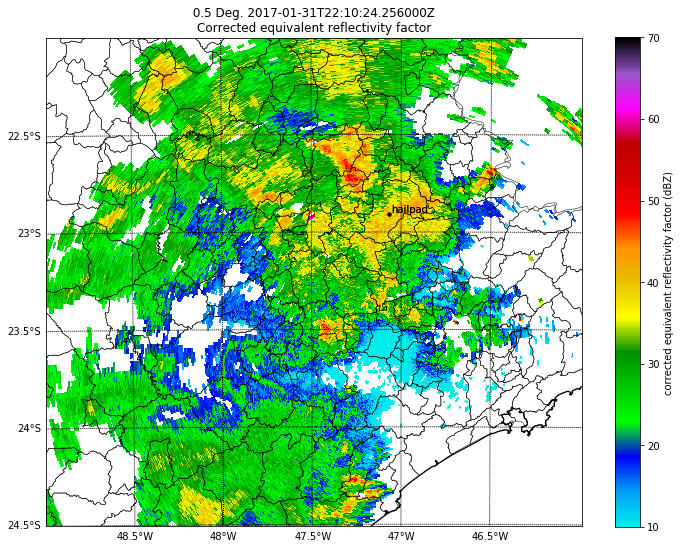 0.5 Deg. 2017-01-31T22:10:24.256000Z
Corrected equivalent reflectivity factor
22.5°S
23°S
23.5°S
24°S
24.5°S
48.5°W
48°W
47.5°W
47°W
46.5°W
hailpad
70
60
50
40
30
20
10
corrected equivalent reflectivity factor (dBZ)